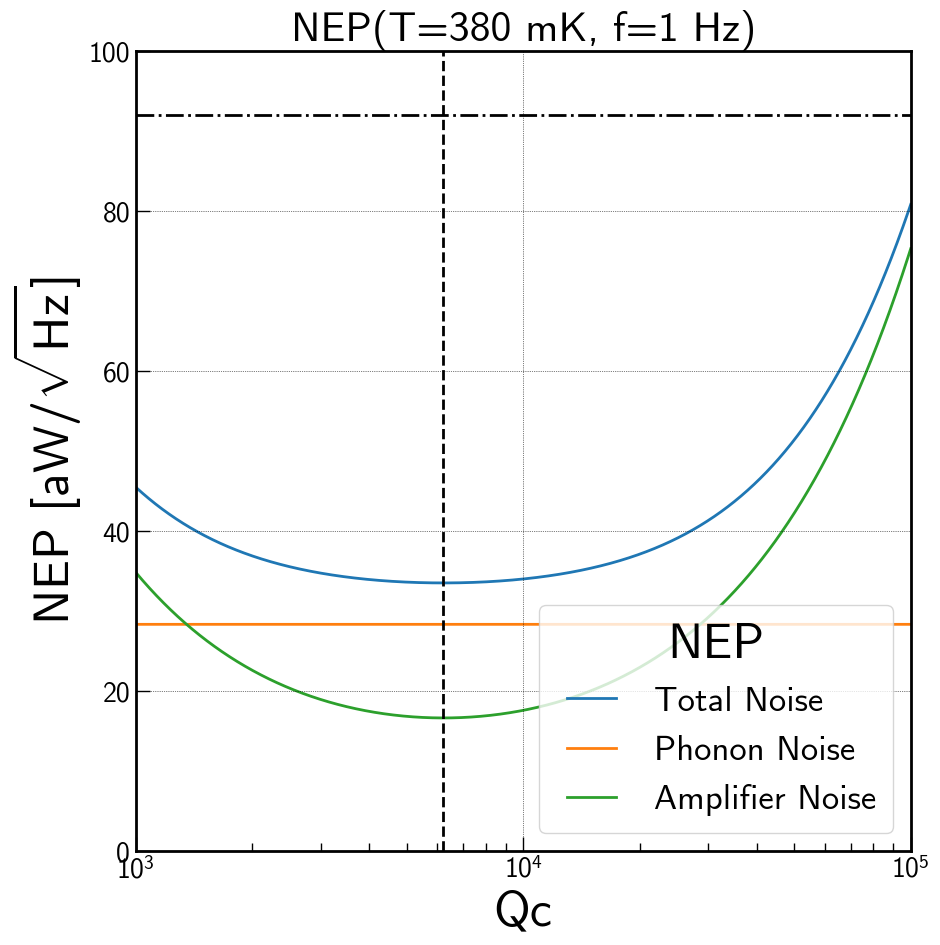 NEP(T=380 mK, f=1 Hz)
100
80
60
40
20
0
NEP [aW/√Hz]
NEP
Total Noise
Phonon Noise
Amplifier Noise
10³ 10⁴ 10⁵
Qc